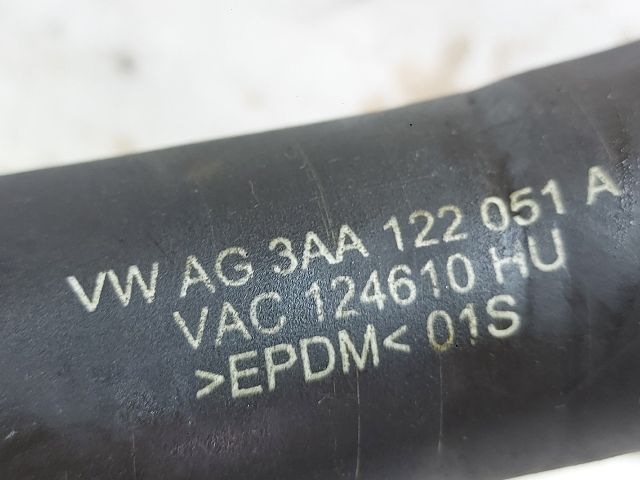 VW AG 3AA 122 051 A
VAC 124610 HU
>EPDM< 01S